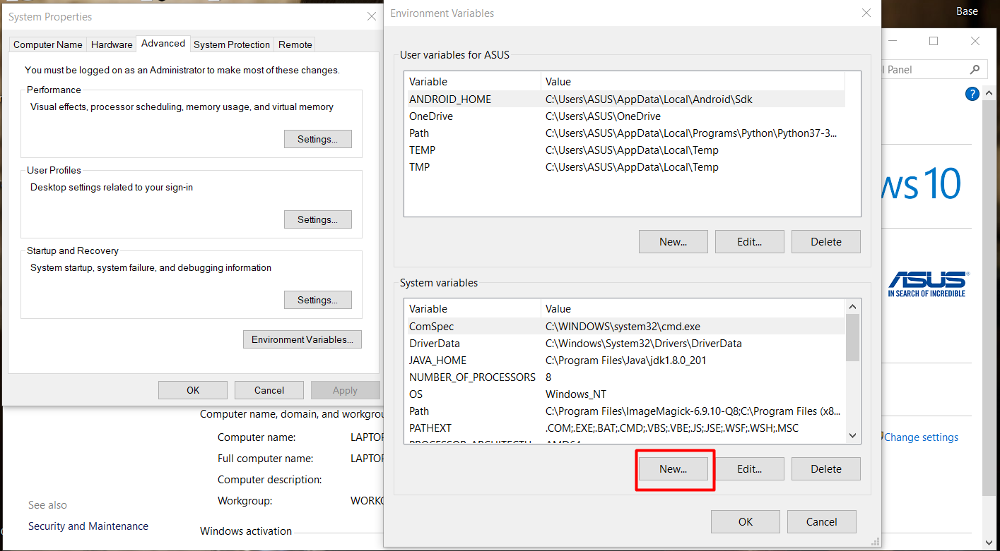 System Properties
Computer Name
Hardware
Advanced
System Protection
Remote
You must be logged on as an Administrator to make most of these changes.
Performance
Visual effects, processor scheduling, memory usage, and virtual memory
Settings...
User Profiles
Desktop settings related to your sign-in
Settings...
Startup and Recovery
System startup, system failure, and debugging information
Settings...
Environment Variables...
OK
Cancel
Apply
Computer name, domain, and workgrou
Computer name:
LAPTO
Full computer name:
LAPTO
Computer description:
Workgroup:
WORK
See also
Security and Maintenance
Windows activation
Environment Variables
User variables for ASUS
Variable Value
ANDROID_HOME C:\Users\ASUS\AppData\Local\Android\Sdk
OneDrive C:\Users\ASUS\OneDrive
Path C:\Users\ASUS\AppData\Local\Programs\Python\Python37-3...
TEMP C:\Users\ASUS\AppData\Local\Temp
TMP C:\Users\ASUS\AppData\Local\Temp
New...
Edit...
Delete
System variables
Variable Value
ComSpec C:\WINDOWS\system32\cmd.exe
DriverData C:\Windows\System32\Drivers\DriverData
JAVA_HOME C:\Program Files\Java\jdk1.8.0_201
NUMBER_OF_PROCESSORS 8
OS Windows_NT
Path C:\Program Files\ImageMagick-6.9.10-Q8;C:\Program Files (x8...
PATHEXT .COM;.EXE;.BAT;.CMD;.VBS;.VBE;.JS;.JSE;.WSF;.WSH;.MSC
PROCESSOR_ARCHITECTU AMD64
New...
Edit...
Delete
OK
Cancel
Base
l Panel
?
ws 10
ASUS
IN SEARCH OF INCREDIBLE
Change settings